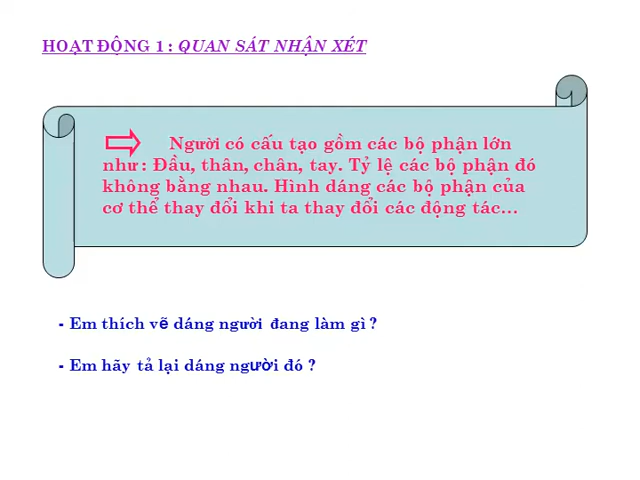 HOẠT ĐỘNG 1 : QUAN SÁT NHẬN XÉT
Người có cấu tạo gồm các bộ phận lớn
như : Đầu, thân, chân, tay. Tỷ lệ các bộ phận đó
không bằng nhau. Hình dáng các bộ phận của
cơ thể thay đổi khi ta thay đổi các động tác...
- Em thích vẽ dáng người đang làm gì ?
- Em hãy tả lại dáng người đó ?